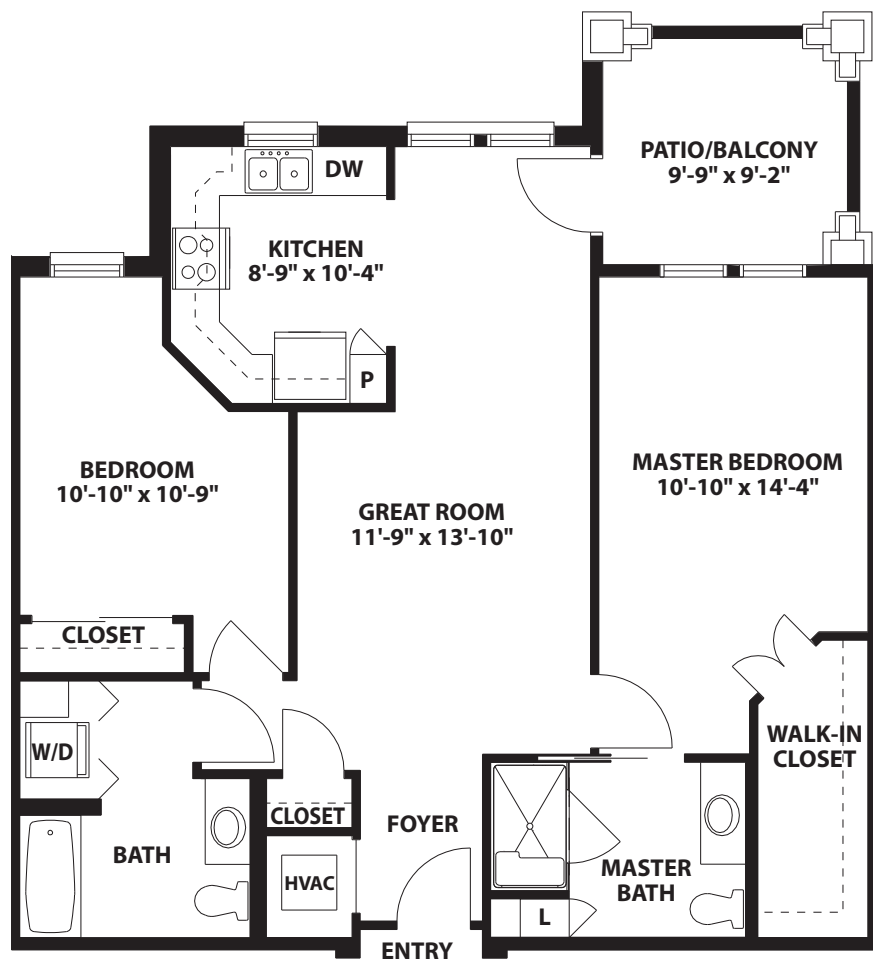 PATIO/BALCONY
9'-9" x 9'-2"
DW
KITCHEN
8'-9" x 10'-4"
P
BEDROOM
10'-10" x 10'-9"
MASTER BEDROOM
10'-10" x 14'-4"
GREAT ROOM
11'-9" x 13'-10"
CLOSET
W/D
WALK-IN
CLOSET
CLOSET
FOYER
BATH
HVAC
MASTER
BATH
L
ENTRY